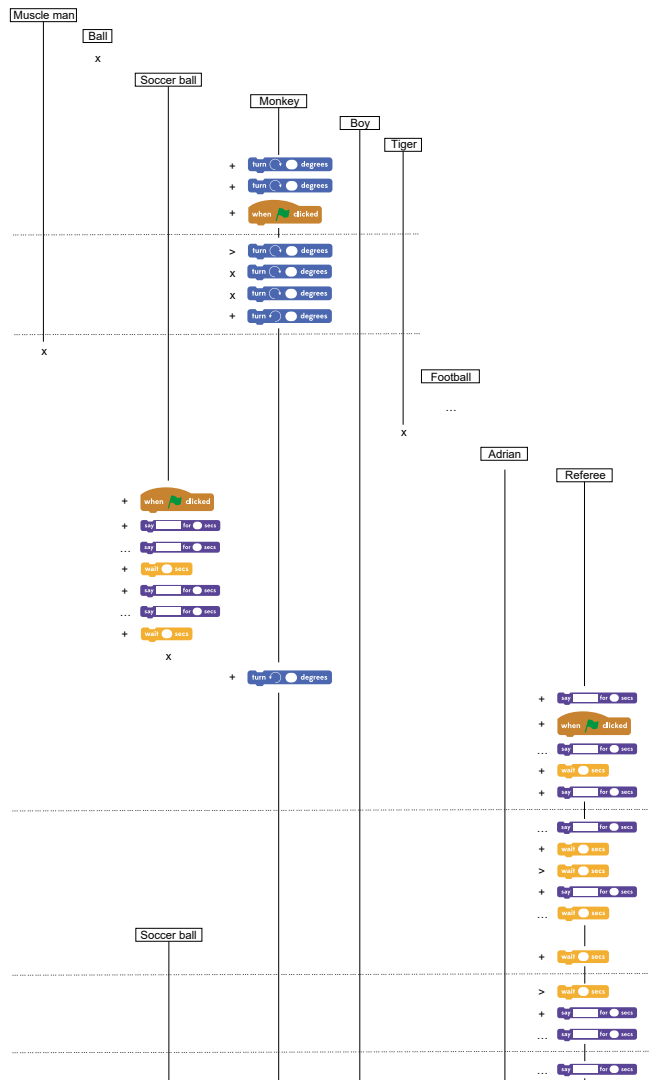 Muscle man
Ball
x
Soccer ball
Monkey
Boy
Tiger
+ turn degrees
+ turn degrees
+ when clicked
> turn degrees
x turn degrees
x turn degrees
+ turn degrees
x
Football
...
x
Adrian
Referee
+ when clicked
+ say for secs
... say for secs
+ wait secs
+ say for secs
... say for secs
+ wait secs
x
+ turn degrees
+ say for secs
+ when clicked
... say for secs
+ wait secs
+ say for secs
... say for secs
+ wait secs
> wait secs
+ say for secs
... wait secs
Soccer ball
+ wait secs
> wait secs
+ say for secs
... say for secs
... say for secs